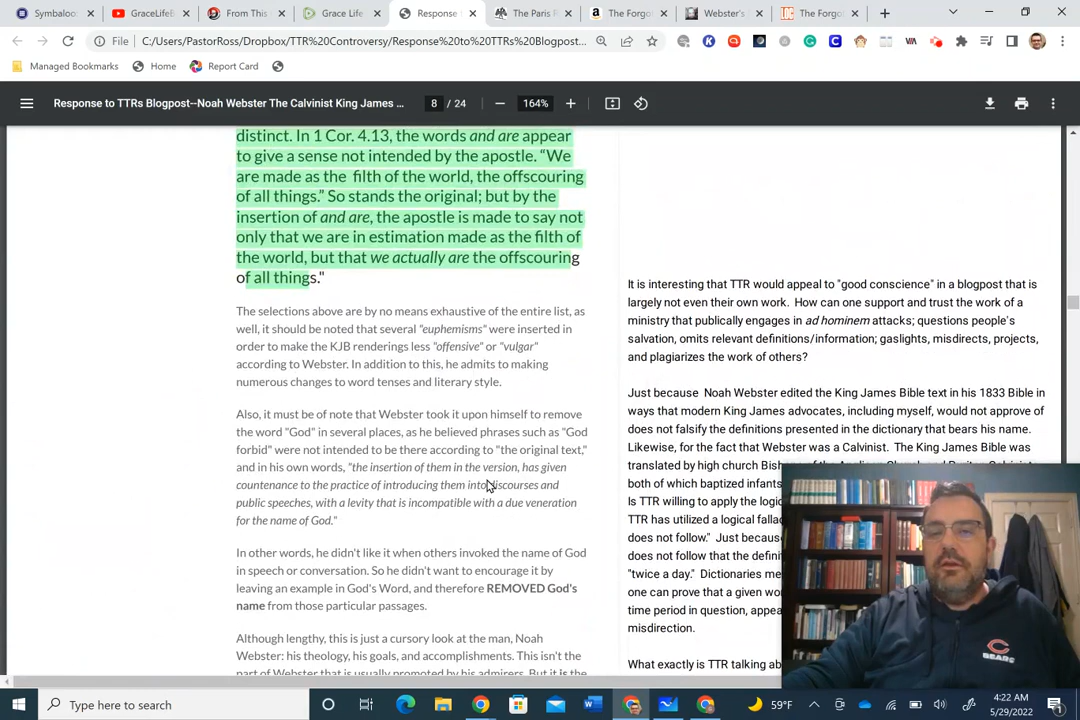 Symbaloo
GraceLifeB
From This
Grace Life
Response
The Paris R
The Forgo
Webster's
The Forgo
File
C:/Users/PastorRoss/Dropbox/TTR%20Controversy/Response%20to%20TTRs%20Blogpost...
Managed Bookmarks
Home
Report Card
Response to TTRs Blogpost--Noah Webster The Calvinist King James ...
8 / 24
164%
distinct. In 1 Cor. 4.13, the words and are appear
to give a sense not intended by the apostle. “We
are made as the filth of the world, the offscouring
of all things.” So stands the original; but by the
insertion of and are, the apostle is made to say not
only that we are in estimation made as the filth of
the world, but that we actually are the offscouring
of all things."
The selections above are by no means exhaustive of the entire list, as
well, it should be noted that several "euphemisms" were inserted in
order to make the KJB renderings less "offensive" or "vulgar"
according to Webster. In addition to this, he admits to making
numerous changes to word tenses and literary style.
Also, it must be of note that Webster took it upon himself to remove
the word "God" in several places, as he believed phrases such as "God
forbid" were not intended to be there according to "the original text,"
and in his own words, "the insertion of them in the version, has given
countenance to the practice of introducing them into discourses and
public speeches, with a levity that is incompatible with a due veneration
for the name of God."
In other words, he didn't like it when others invoked the name of God
in speech or conversation. So he didn't want to encourage it by
leaving an example in God's Word, and therefore REMOVED God's
name from those particular passages.
Although lengthy, this is just a cursory look at the man, Noah
Webster: his theology, his goals, and accomplishments. This isn't the
part of Webster that is usually promoted by his admirers. But it is the
It is interesting that TTR would appeal to "good conscience" in a blogpost that is
largely not even their own work. How can one support and trust the work of a
ministry that publically engages in ad hominem attacks; questions people's
salvation, omits relevant definitions/information; gaslights, misdirects, projects,
and plagiarizes the work of others?
Just because Noah Webster edited the King James Bible text in his 1833 Bible in
ways that modern King James advocates, including myself, would not approve of
does not falsify the definitions presented in the dictionary that bears his name.
Likewise, for the fact that Webster was a Calvinist. The King James Bible was
translated by high church Bishops of the Anglican Church and Puritan Calvinists
both of which baptized infants
Is TTR willing to apply the logic
TTR has utilized a logical falla
does not follow." Just becaus
does not follow that the definit
"twice a day." Dictionaries me
one can prove that a given wo
time period in question, appea
misdirection.
What exactly is TTR talking ab
BEARS
Type here to search
59°F
4:22 AM
5/29/2022